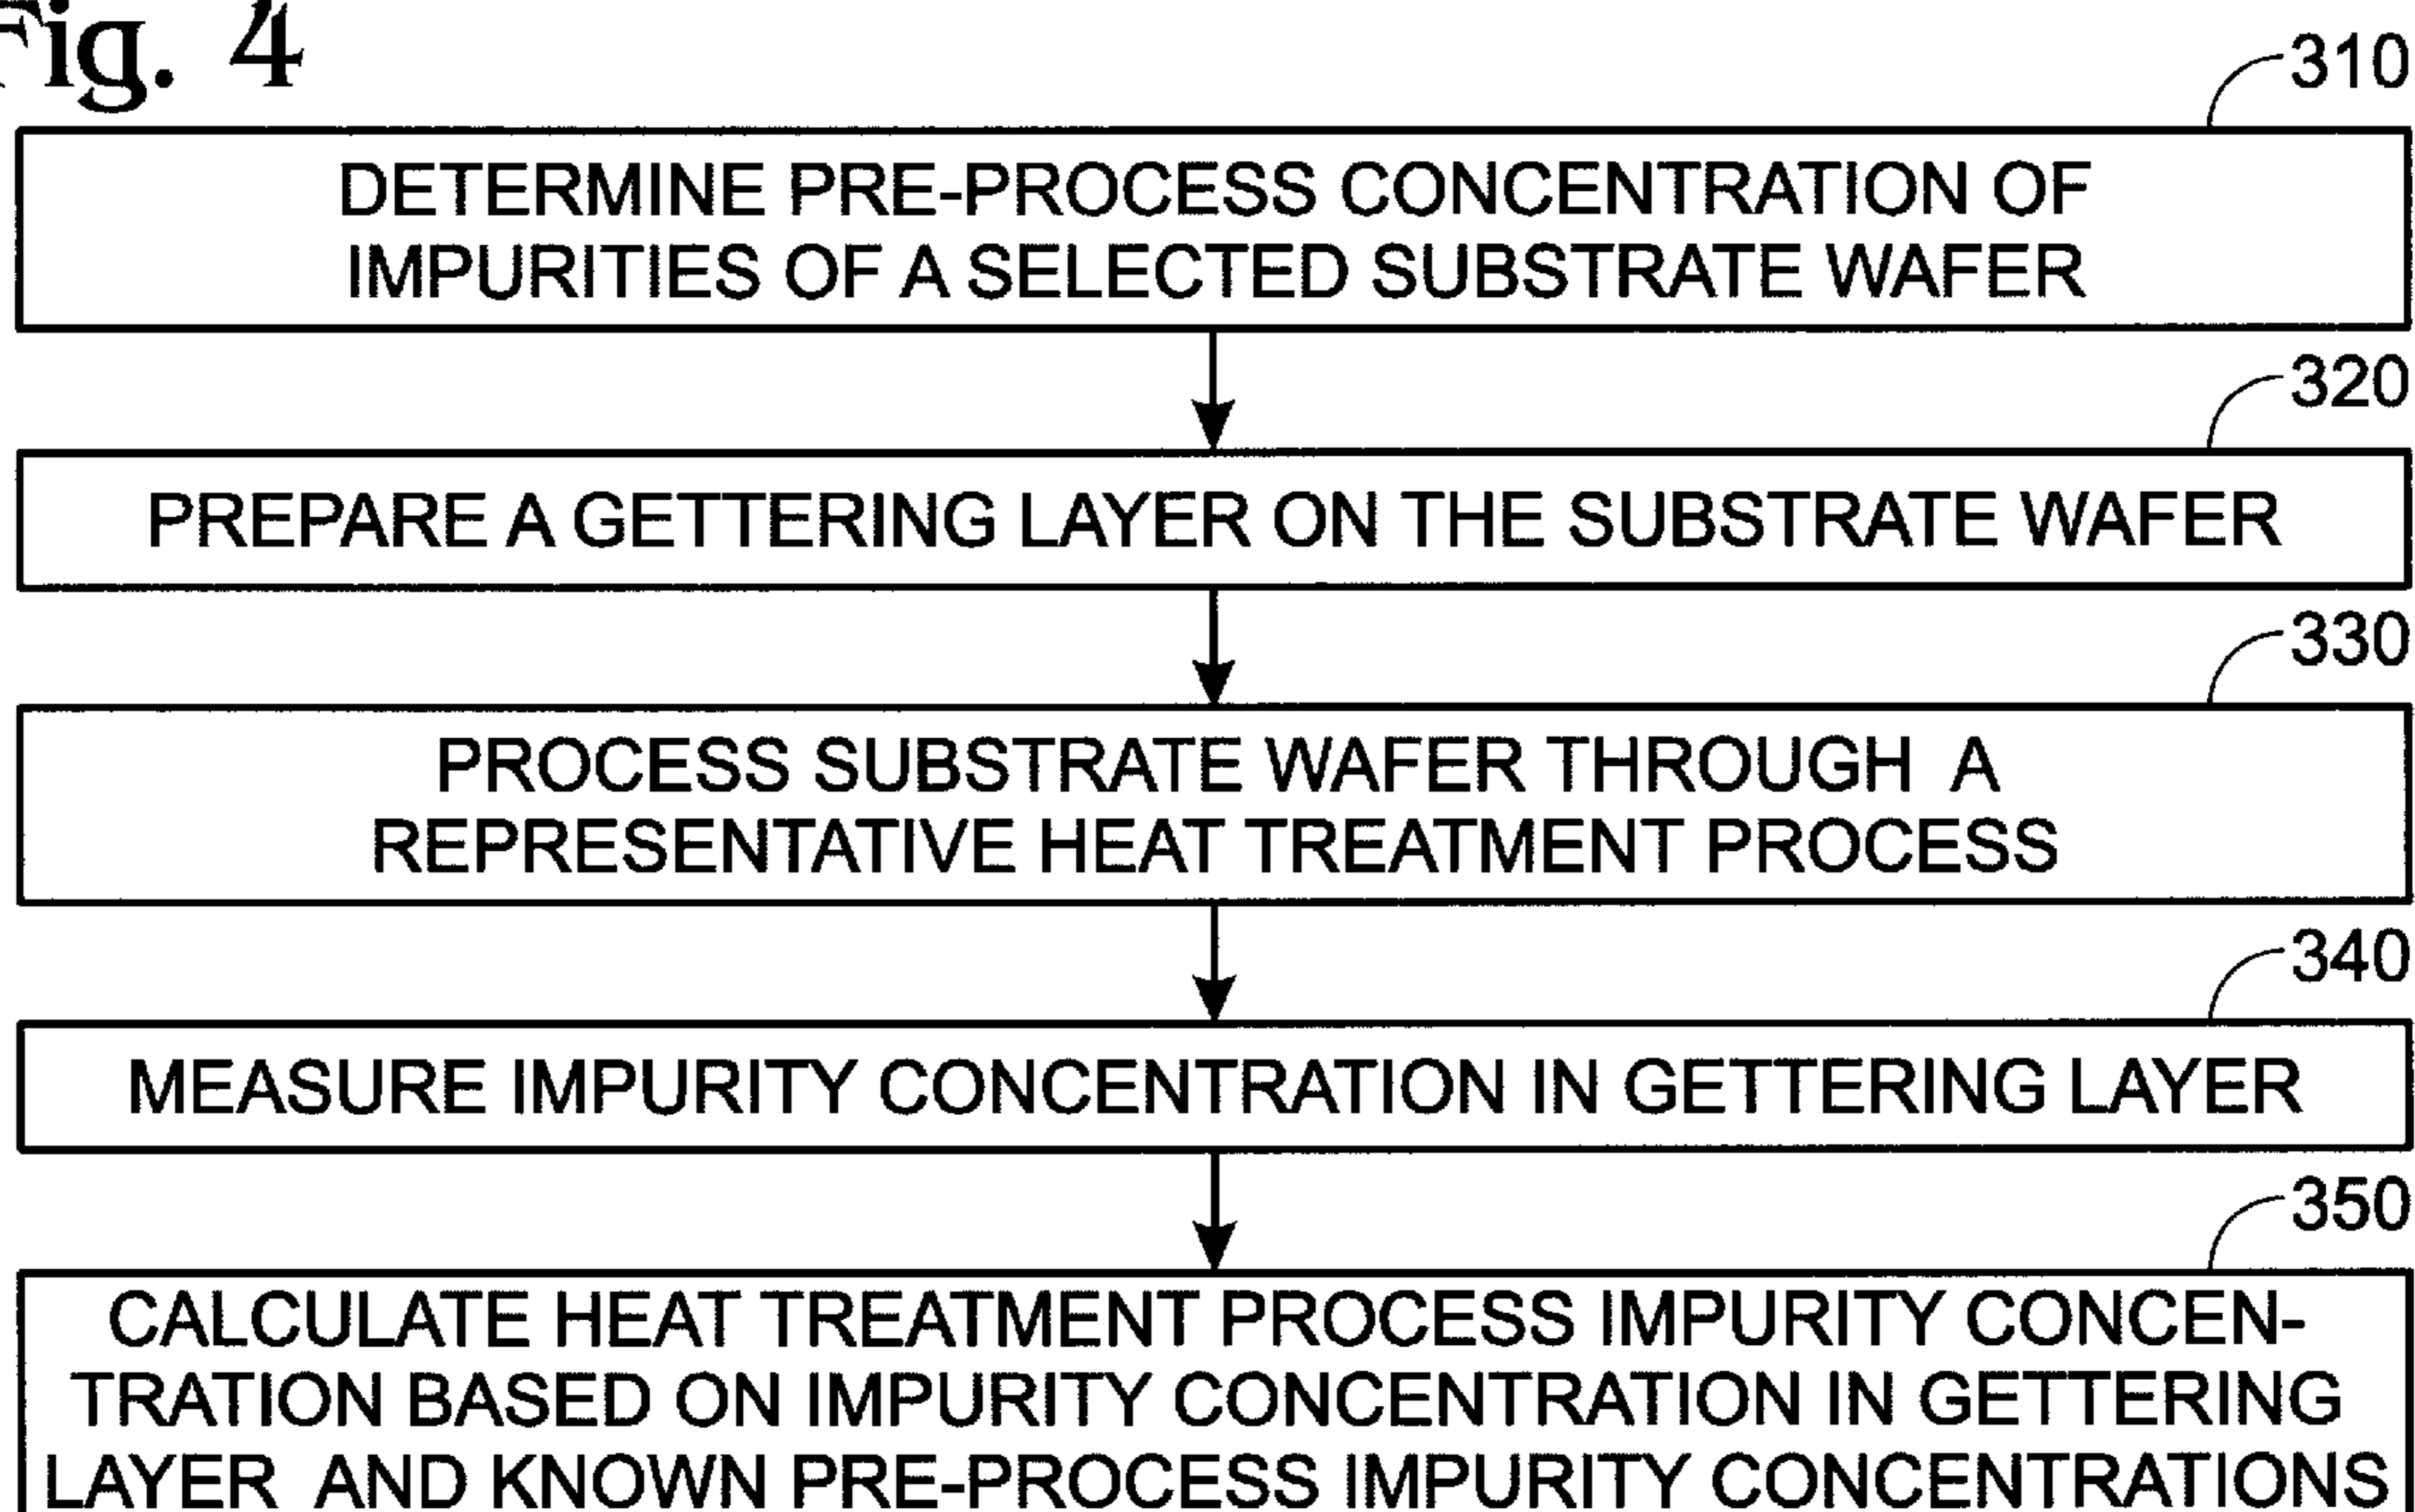 Fig. 4
310
DETERMINE PRE-PROCESS CONCENTRATION OF
IMPURITIES OF A SELECTED SUBSTRATE WAFER
320
PREPARE A GETTERING LAYER ON THE SUBSTRATE WAFER
330
PROCESS SUBSTRATE WAFER THROUGH A
REPRESENTATIVE HEAT TREATMENT PROCESS
340
MEASURE IMPURITY CONCENTRATION IN GETTERING LAYER
350
CALCULATE HEAT TREATMENT PROCESS IMPURITY CONCEN-
TRATION BASED ON IMPURITY CONCENTRATION IN GETTERING
LAYER AND KNOWN PRE-PROCESS IMPURITY CONCENTRATIONS